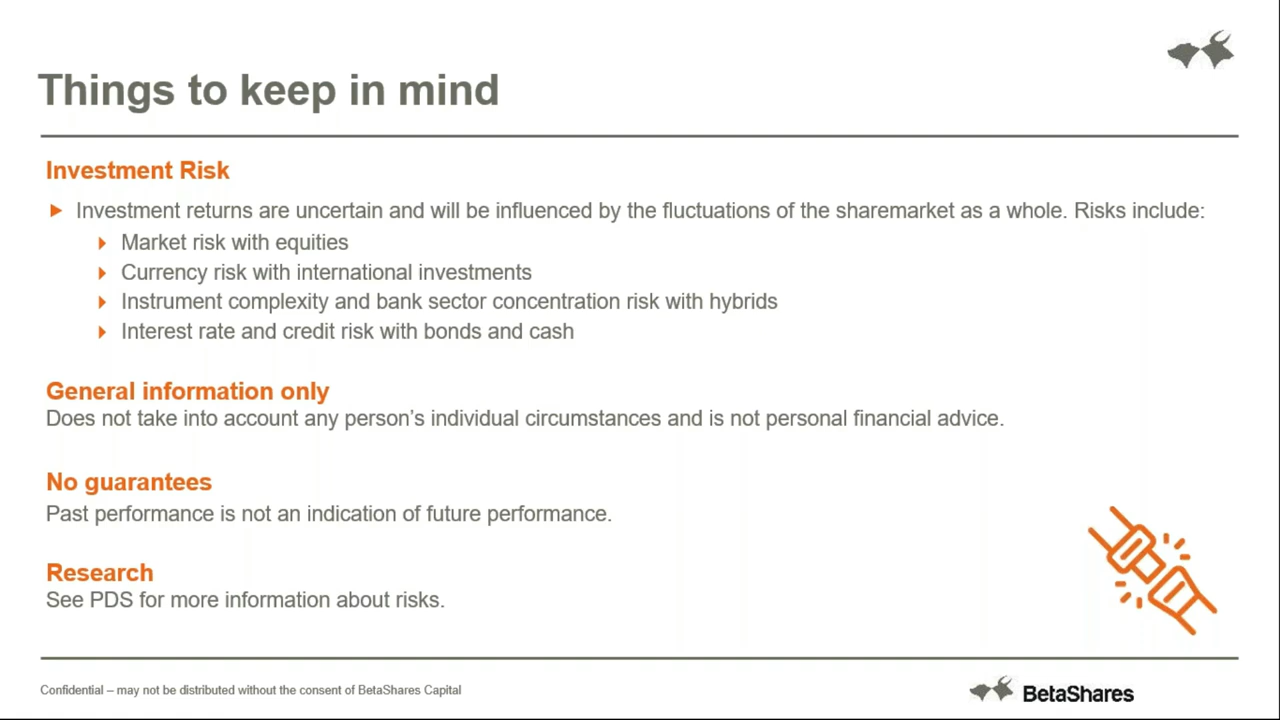 Things to keep in mind
Investment Risk
Investment returns are uncertain and will be influenced by the fluctuations of the sharemarket as a whole. Risks include:
Market risk with equities
Currency risk with international investments
Instrument complexity and bank sector concentration risk with hybrids
Interest rate and credit risk with bonds and cash
General information only
Does not take into account any person’s individual circumstances and is not personal financial advice.
No guarantees
Past performance is not an indication of future performance.
Research
See PDS for more information about risks.
Confidential – may not be distributed without the consent of BetaShares Capital
BetaShares